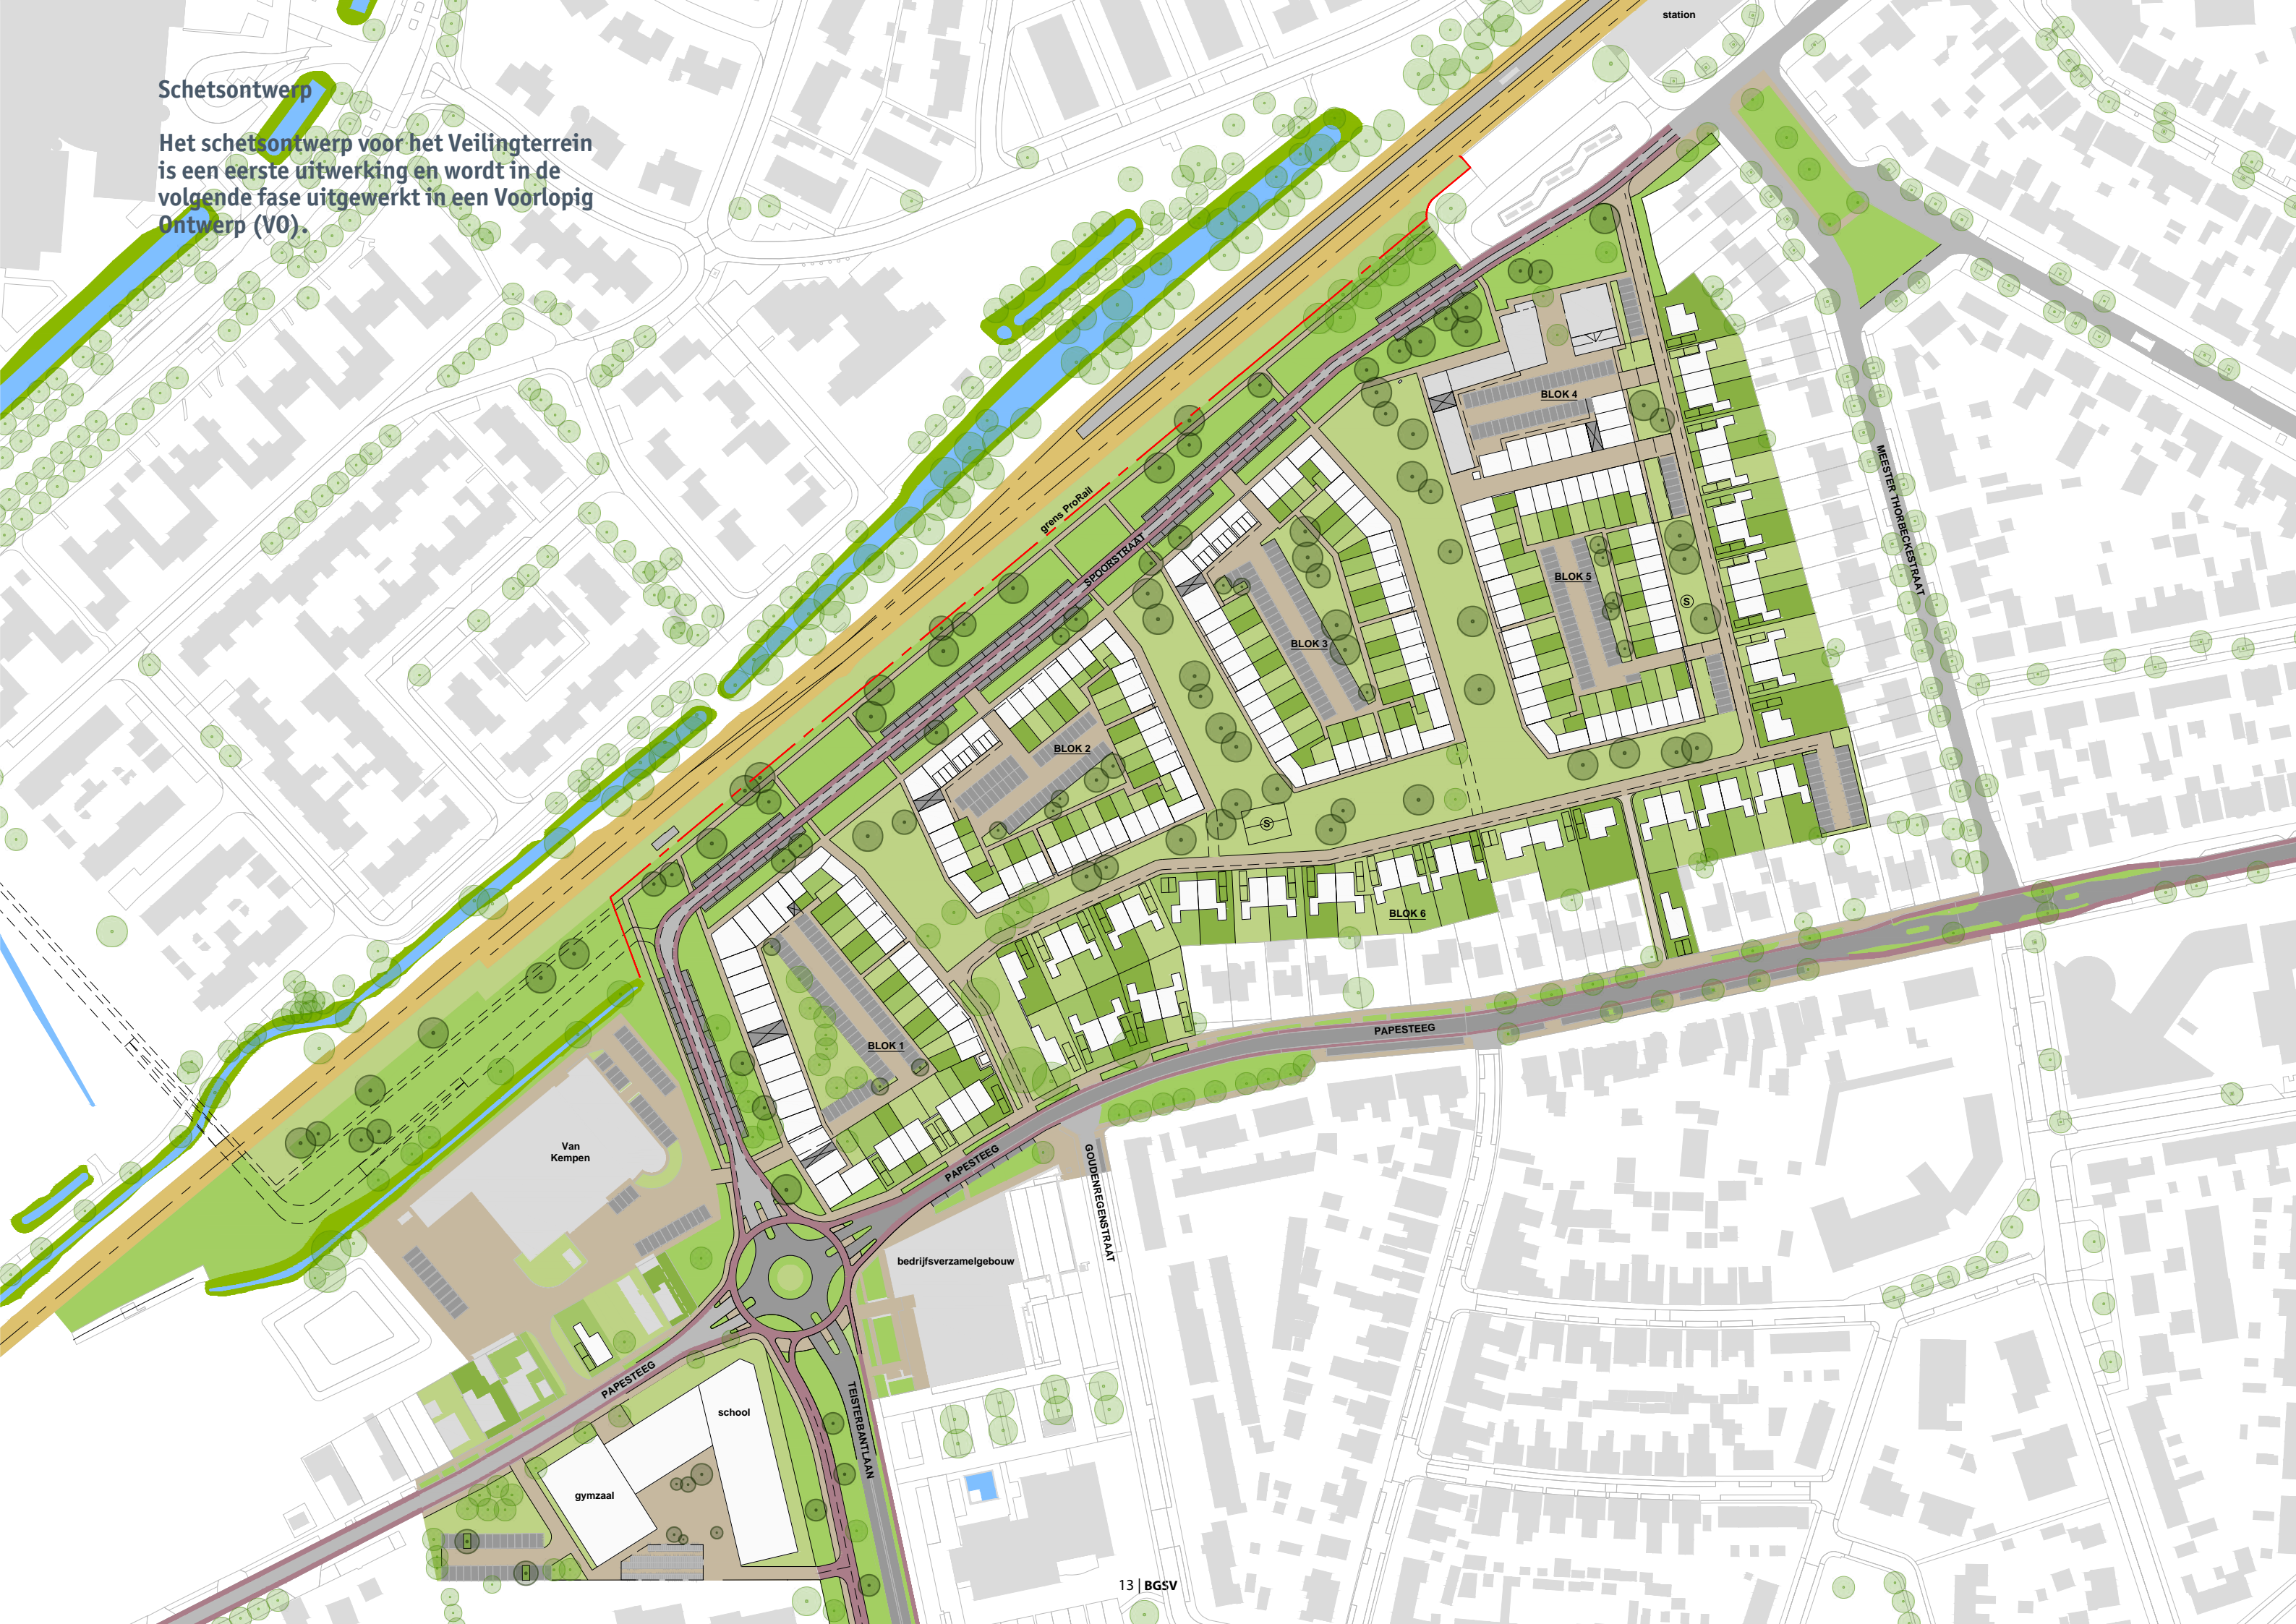 station
Schetsontwerp
Het schetsontwerp voor het Veilingterrein
is een eerste uitwerking en wordt in de
volgende fase uitgewerkt in een Voorlopig
Ontwerp (VO).
BLOK 4
MEESTER THORBECKESTRAAT
grens ProRail
SPOORSTRAAT
BLOK 5
S
BLOK 3
BLOK 2
S
BLOK 6
PAPESTEEG
BLOK 1
Van
Kempen
PAPESTEEG
GOUDENREGENSTRAAT
bedrijfsverzamelgebouw
PAPESTEEG
TEISTERBANTLAAN
school
gymzaal
13 | BGSV